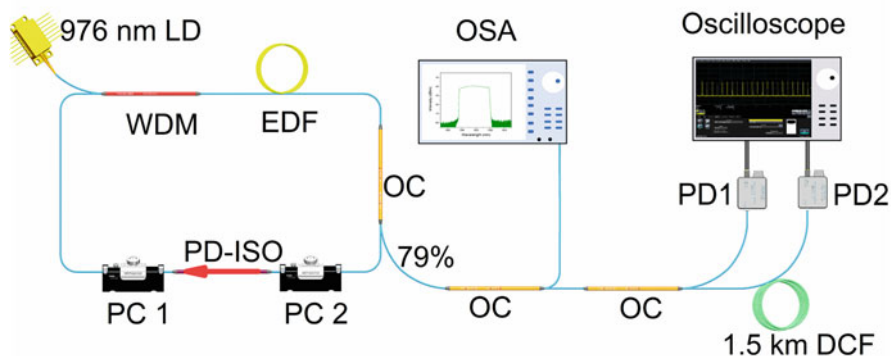 976 nm LD
OSA
Oscilloscope
WDM
EDF
OC
PD1
PD2
PD-ISO
79%
PC 1
PC 2
OC
OC
1.5 km DCF